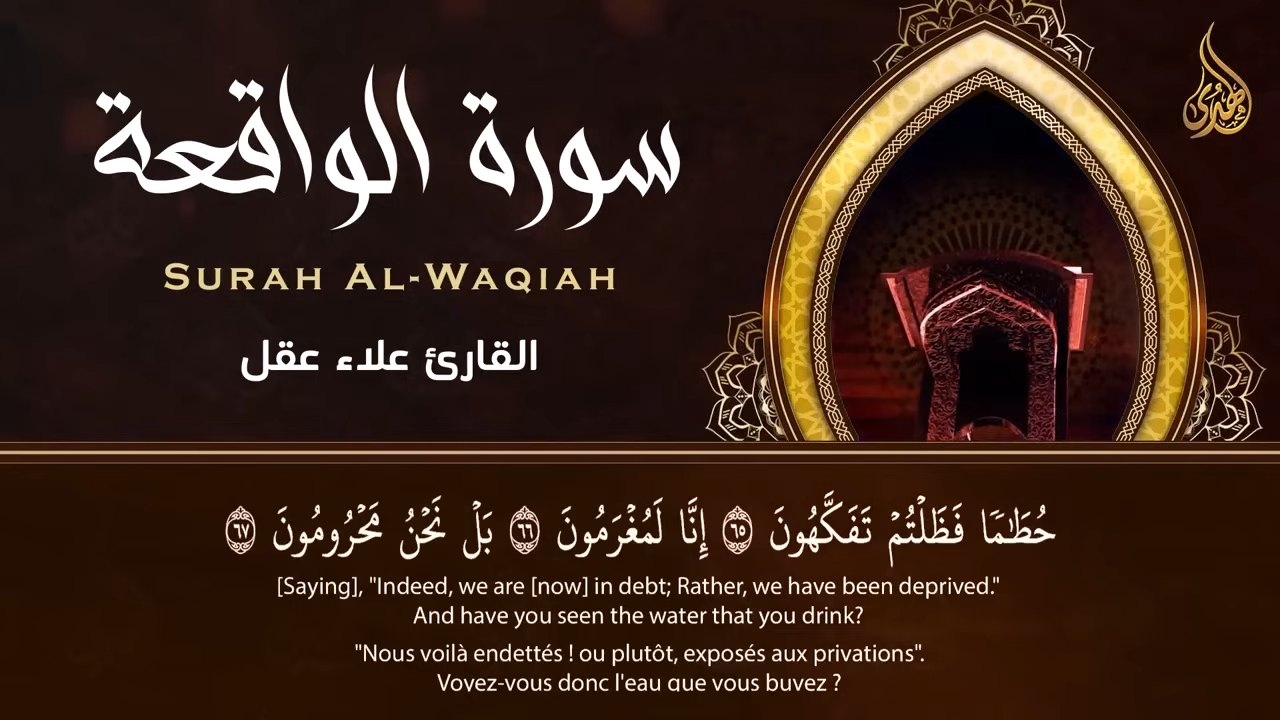 سورة الواقعة
هدى
SURAH AL-WAQIAH
القارئ علاء عقل
حُطَٰمًا فَظَلْتُمْ تَفَكَّهُونَ ٦٥ إِنَّا لَمُغْرَمُونَ ٦٦ بَلْ نَحْنُ مَحْرُومُونَ ٦٧
[Saying], "Indeed, we are [now] in debt; Rather, we have been deprived."
And have you seen the water that you drink?
"Nous voilà endettés ! ou plutôt, exposés aux privations".
Voyez-vous donc l'eau que vous buvez ?